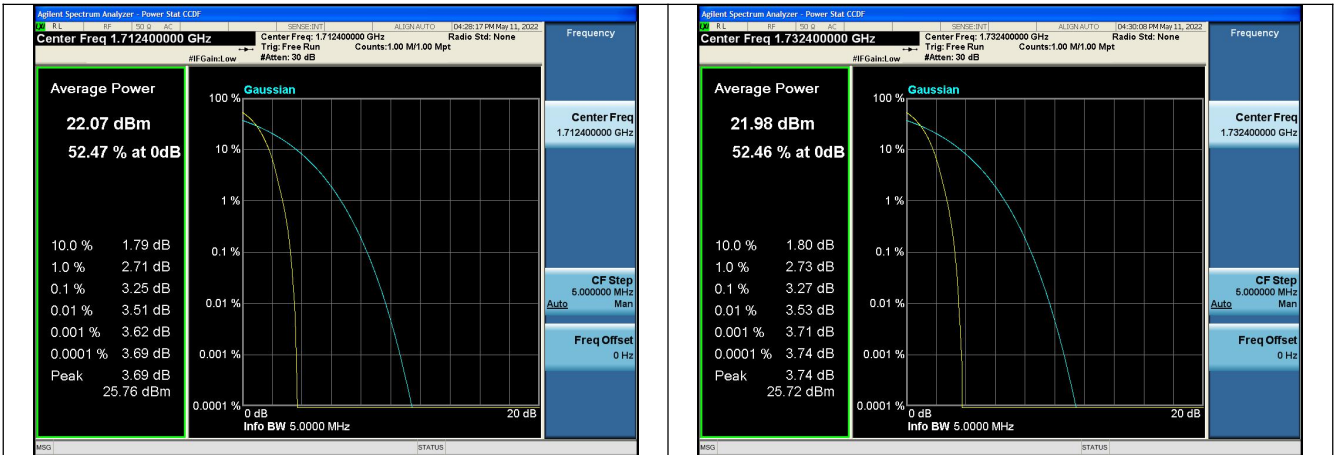 Agilent Spectrum Analyzer - Power Stat CCDF
LXI RL RF 50 Ω AC SENSE:INT ALIGN AUTO 04:28:17 PM May 11, 2022
Center Freq 1.712400000 GHz
Center Freq: 1.712400000 GHz Radio Std: None
Trig: Free Run Counts:1.00 M/1.00 Mpt
#IFGain:Low #Atten: 30 dB
Frequency
Average Power
22.07 dBm
52.47 % at 0dB
10.0 % 1.79 dB
1.0 % 2.71 dB
0.1 % 3.25 dB
0.01 % 3.51 dB
0.001 % 3.62 dB
0.0001 % 3.69 dB
Peak 3.69 dB
25.76 dBm
Gaussian
100 %
10 %
1 %
0.1 %
0.01 %
0.001 %
0.0001 %
0 dB 20 dB
Info BW 5.0000 MHz
Center Freq
1.712400000 GHz
CF Step
5.000000 MHz
Auto Man
Freq Offset
0 Hz
MSG STATUS
Agilent Spectrum Analyzer - Power Stat CCDF
LXI RL RF 50 Ω AC SENSE:INT ALIGN AUTO 04:30:08 PM May 11, 2022
Center Freq 1.732400000 GHz
Center Freq: 1.732400000 GHz Radio Std: None
Trig: Free Run Counts:1.00 M/1.00 Mpt
#IFGain:Low #Atten: 30 dB
Frequency
Average Power
21.98 dBm
52.46 % at 0dB
10.0 % 1.80 dB
1.0 % 2.73 dB
0.1 % 3.27 dB
0.01 % 3.53 dB
0.001 % 3.71 dB
0.0001 % 3.74 dB
Peak 3.74 dB
25.72 dBm
Gaussian
100 %
10 %
1 %
0.1 %
0.01 %
0.001 %
0.0001 %
0 dB 20 dB
Info BW 5.0000 MHz
Center Freq
1.732400000 GHz
CF Step
5.000000 MHz
Auto Man
Freq Offset
0 Hz
MSG STATUS